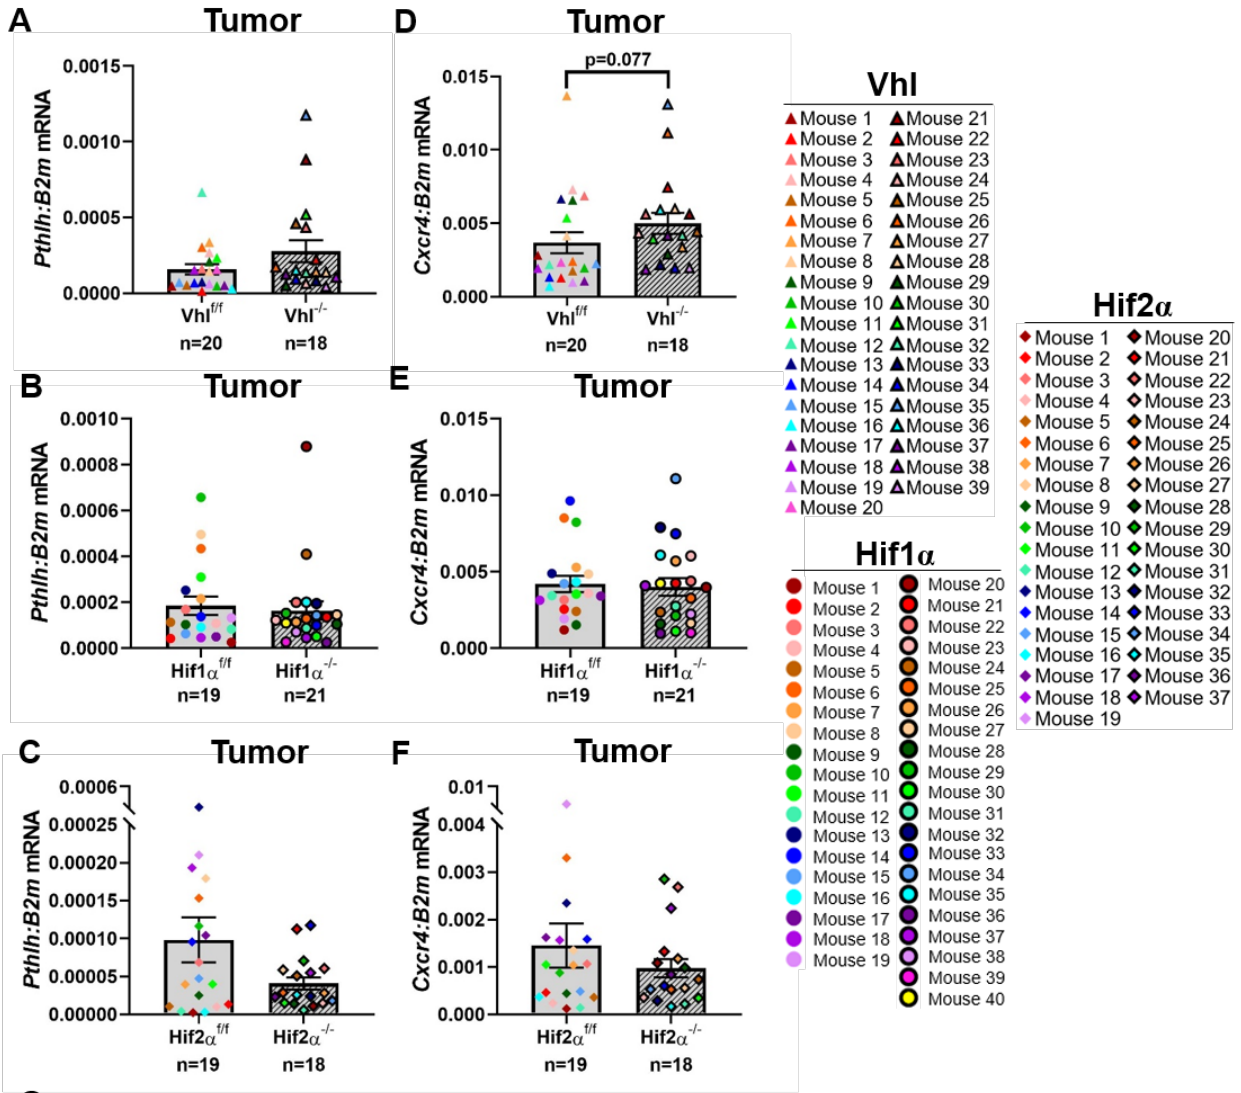 A Tumor
0.0015
0.0010
0.0005
0.0000
Pthlh:B2m mRNA
Vhl^f/f
Vhl^-/-
n=20
n=18
D Tumor
p=0.077
0.015
0.010
0.005
0.000
Cxcr4:B2m mRNA
Vhl^f/f
Vhl^-/-
n=20
n=18
B Tumor
0.0010
0.0008
0.0006
0.0004
0.0002
0.0000
Pthlh:B2m mRNA
Hif1α^f/f
Hif1α^-/-
n=19
n=21
E Tumor
0.015
0.010
0.005
0.000
Cxcr4:B2m mRNA
Hif1α^f/f
Hif1α^-/-
n=19
n=21
C Tumor
0.0006
0.00025
0.00020
0.00015
0.00010
0.00005
0.00000
Pthlh:B2m mRNA
Hif2α^f/f
Hif2α^-/-
n=19
n=18
F Tumor
0.01
0.004
0.003
0.002
0.001
0.000
Cxcr4:B2m mRNA
Hif2α^f/f
Hif2α^-/-
n=19
n=18
Vhl
Mouse 1 Mouse 21
Mouse 2 Mouse 22
Mouse 3 Mouse 23
Mouse 4 Mouse 24
Mouse 5 Mouse 25
Mouse 6 Mouse 26
Mouse 7 Mouse 27
Mouse 8 Mouse 28
Mouse 9 Mouse 29
Mouse 10 Mouse 30
Mouse 11 Mouse 31
Mouse 12 Mouse 32
Mouse 13 Mouse 33
Mouse 14 Mouse 34
Mouse 15 Mouse 35
Mouse 16 Mouse 36
Mouse 17 Mouse 37
Mouse 18 Mouse 38
Mouse 19 Mouse 39
Mouse 20
Hif1α
Mouse 1 Mouse 20
Mouse 2 Mouse 21
Mouse 3 Mouse 22
Mouse 4 Mouse 23
Mouse 5 Mouse 24
Mouse 6 Mouse 25
Mouse 7 Mouse 26
Mouse 8 Mouse 27
Mouse 9 Mouse 28
Mouse 10 Mouse 29
Mouse 11 Mouse 30
Mouse 12 Mouse 31
Mouse 13 Mouse 32
Mouse 14 Mouse 33
Mouse 15 Mouse 34
Mouse 16 Mouse 35
Mouse 17 Mouse 36
Mouse 18 Mouse 37
Mouse 19 Mouse 38
Mouse 39
Mouse 40
Hif2α
Mouse 1 Mouse 20
Mouse 2 Mouse 21
Mouse 3 Mouse 22
Mouse 4 Mouse 23
Mouse 5 Mouse 24
Mouse 6 Mouse 25
Mouse 7 Mouse 26
Mouse 8 Mouse 27
Mouse 9 Mouse 28
Mouse 10 Mouse 29
Mouse 11 Mouse 30
Mouse 12 Mouse 31
Mouse 13 Mouse 32
Mouse 14 Mouse 33
Mouse 15 Mouse 34
Mouse 16 Mouse 35
Mouse 17 Mouse 36
Mouse 18 Mouse 37
Mouse 19